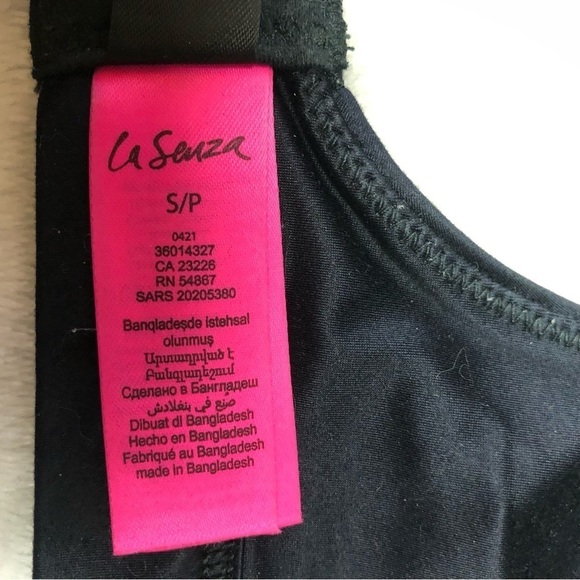 La Senza
S/P
0421
36014327
CA 23226
RN 54867
SARS 20205380
Banqladeşde istehsal
olunmuş
Արտադրված է
Բանգլադեշում
Сделано в Бангладеш
صُنع في بنغلادش
Dibuat di Bangladesh
Hecho en Bangladesh
Fabriqué au Bangladesh
made in Bangladesh